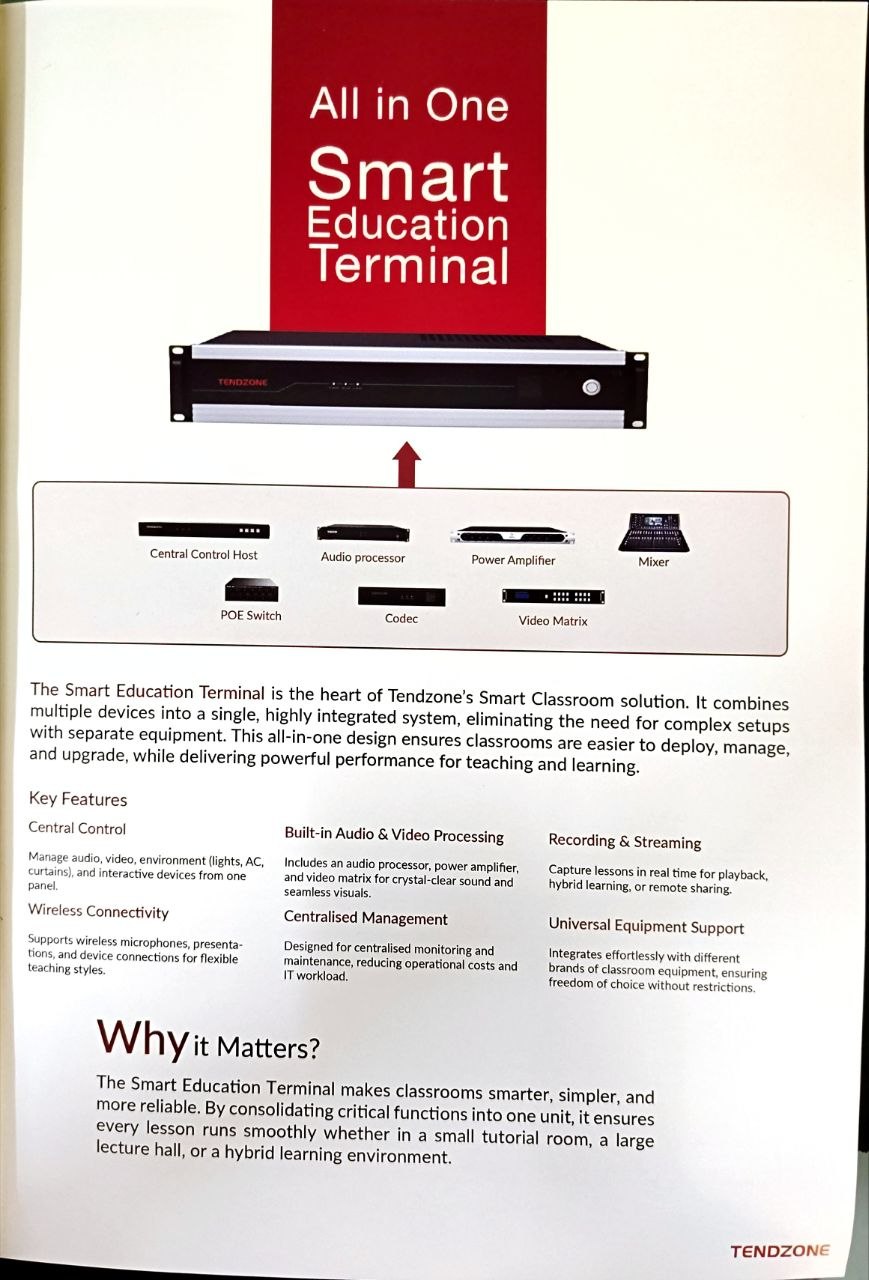 All in One
Smart
Education
Terminal
TENDZONE
Central Control Host
Audio processor
Power Amplifier
Mixer
POE Switch
Codec
Video Matrix
The Smart Education Terminal is the heart of Tendzone's Smart Classroom solution. It combines
multiple devices into a single, highly integrated system, eliminating the need for complex setups
with separate equipment. This all-in-one design ensures classrooms are easier to deploy, manage,
and upgrade, while delivering powerful performance for teaching and learning.
Key Features
Central Control
Manage audio, video, environment (lights, AC,
curtains), and interactive devices from one
panel.
Built-in Audio & Video Processing
Includes an audio processor, power amplifier,
and video matrix for crystal-clear sound and
seamless visuals.
Recording & Streaming
Capture lessons in real time for playback,
hybrid learning, or remote sharing.
Wireless Connectivity
Supports wireless microphones, presenta-
tions, and device connections for flexible
teaching styles.
Centralised Management
Designed for centralised monitoring and
maintenance, reducing operational costs and
IT workload.
Universal Equipment Support
Integrates effortlessly with different
brands of classroom equipment, ensuring
freedom of choice without restrictions.
Why it Matters?
The Smart Education Terminal makes classrooms smarter, simpler, and
more reliable. By consolidating critical functions into one unit, it ensures
every lesson runs smoothly whether in a small tutorial room, a large
lecture hall, or a hybrid learning environment.
TENDZONE